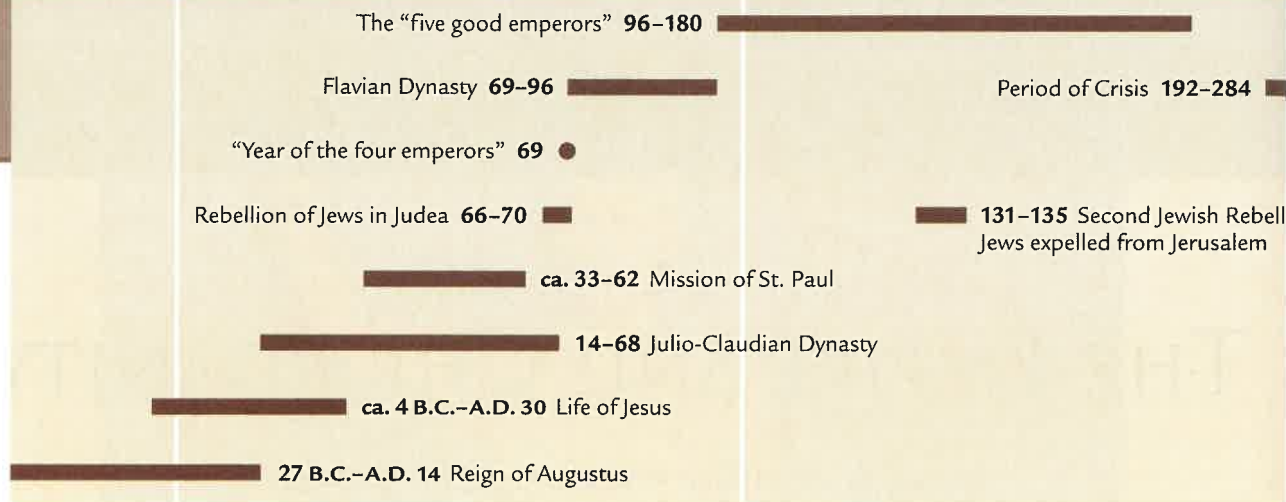 The “five good emperors” 96–180
Flavian Dynasty 69–96
Period of Crisis 192–284
“Year of the four emperors” 69
Rebellion of Jews in Judea 66–70
131–135 Second Jewish Rebell
Jews expelled from Jerusalem
ca. 33–62 Mission of St. Paul
14–68 Julio-Claudian Dynasty
ca. 4 B.C.–A.D. 30 Life of Jesus
27 B.C.–A.D. 14 Reign of Augustus